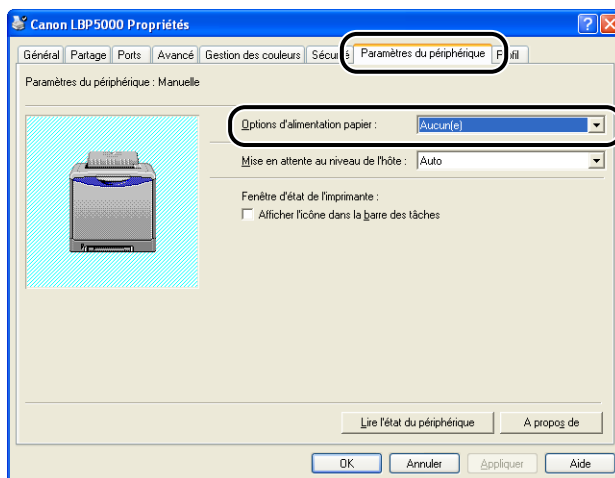 Canon LBP5000 Propriétés
Général Partage Ports Avancé Gestion des couleurs Sécurité Paramètres du périphérique Profil
Paramètres du périphérique : Manuelle
Options d'alimentation papier : Aucun(e)
Mise en attente au niveau de l'hôte : Auto
Fenêtre d'état de l'imprimante :
Afficher l'icône dans la barre des tâches
Lire l'état du périphérique A propos de
OK Annuler Appliquer Aide